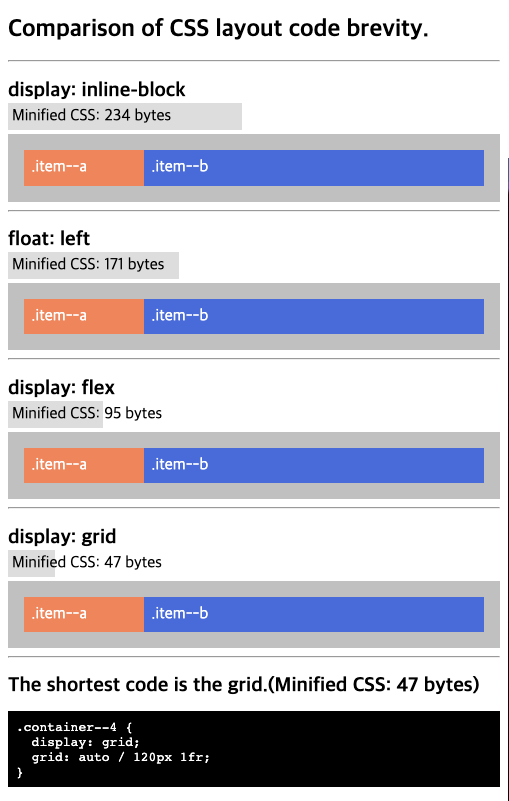 Comparison of CSS layout code brevity.
display: inline-block
Minified CSS: 234 bytes
.item--a .item--b
float: left
Minified CSS: 171 bytes
.item--a .item--b
display: flex
Minified CSS: 95 bytes
.item--a .item--b
display: grid
Minified CSS: 47 bytes
.item--a .item--b
The shortest code is the grid.(Minified CSS: 47 bytes)
.container--4 {
  display: grid;
  grid: auto / 120px 1fr;
}